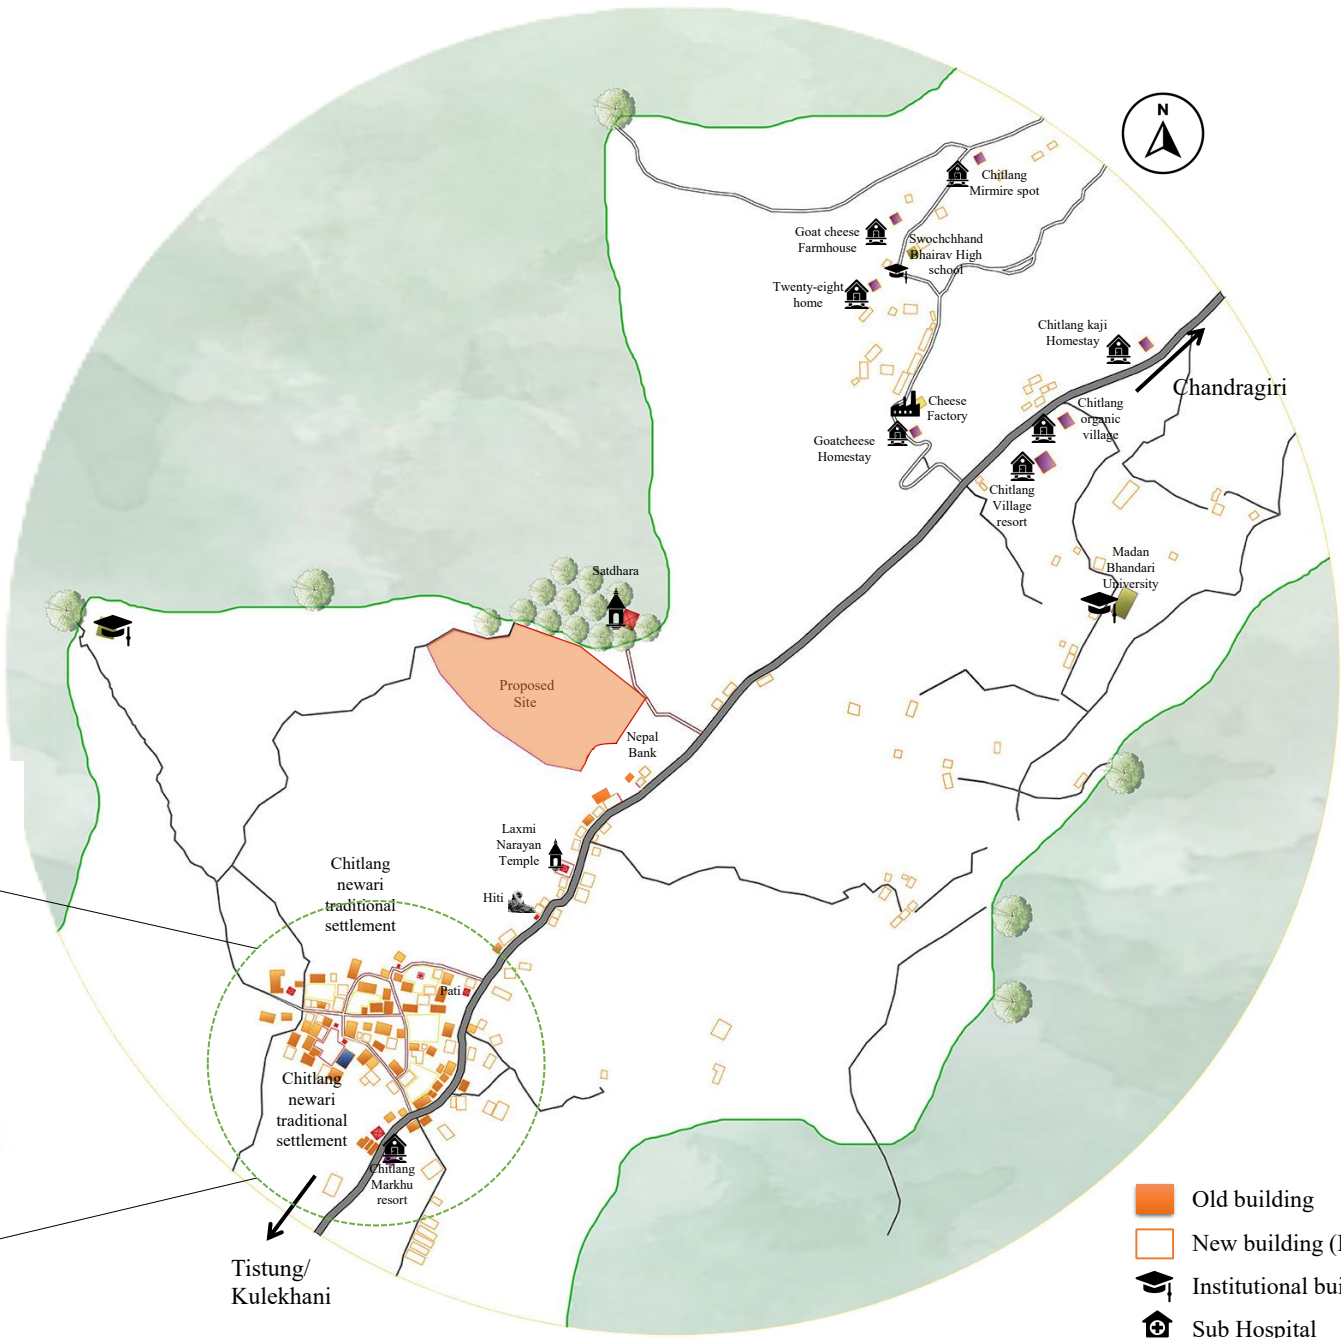 N
Chitlang
Mirmire spot
Goat cheese
Farmhouse
Swochchhand
Bhairav High
school
Twenty-eight
home
Chitlang kaji
Homestay
Chandragiri
Cheese
Factory
Chitlang
organic
village
Goatcheese
Homestay
Chitlang
Village
resort
Madan
Bhandari
University
Satdhara
Proposed
Site
Nepal
Bank
Laxmi
Narayan
Temple
Hiti
Chitlang
newari
traditional
settlement
Pati
Chitlang
newari
traditional
settlement
Chitlang
Markhu
resort
Tistung/
Kulekhani
Old building
New building (
Institutional bui
Sub Hospital